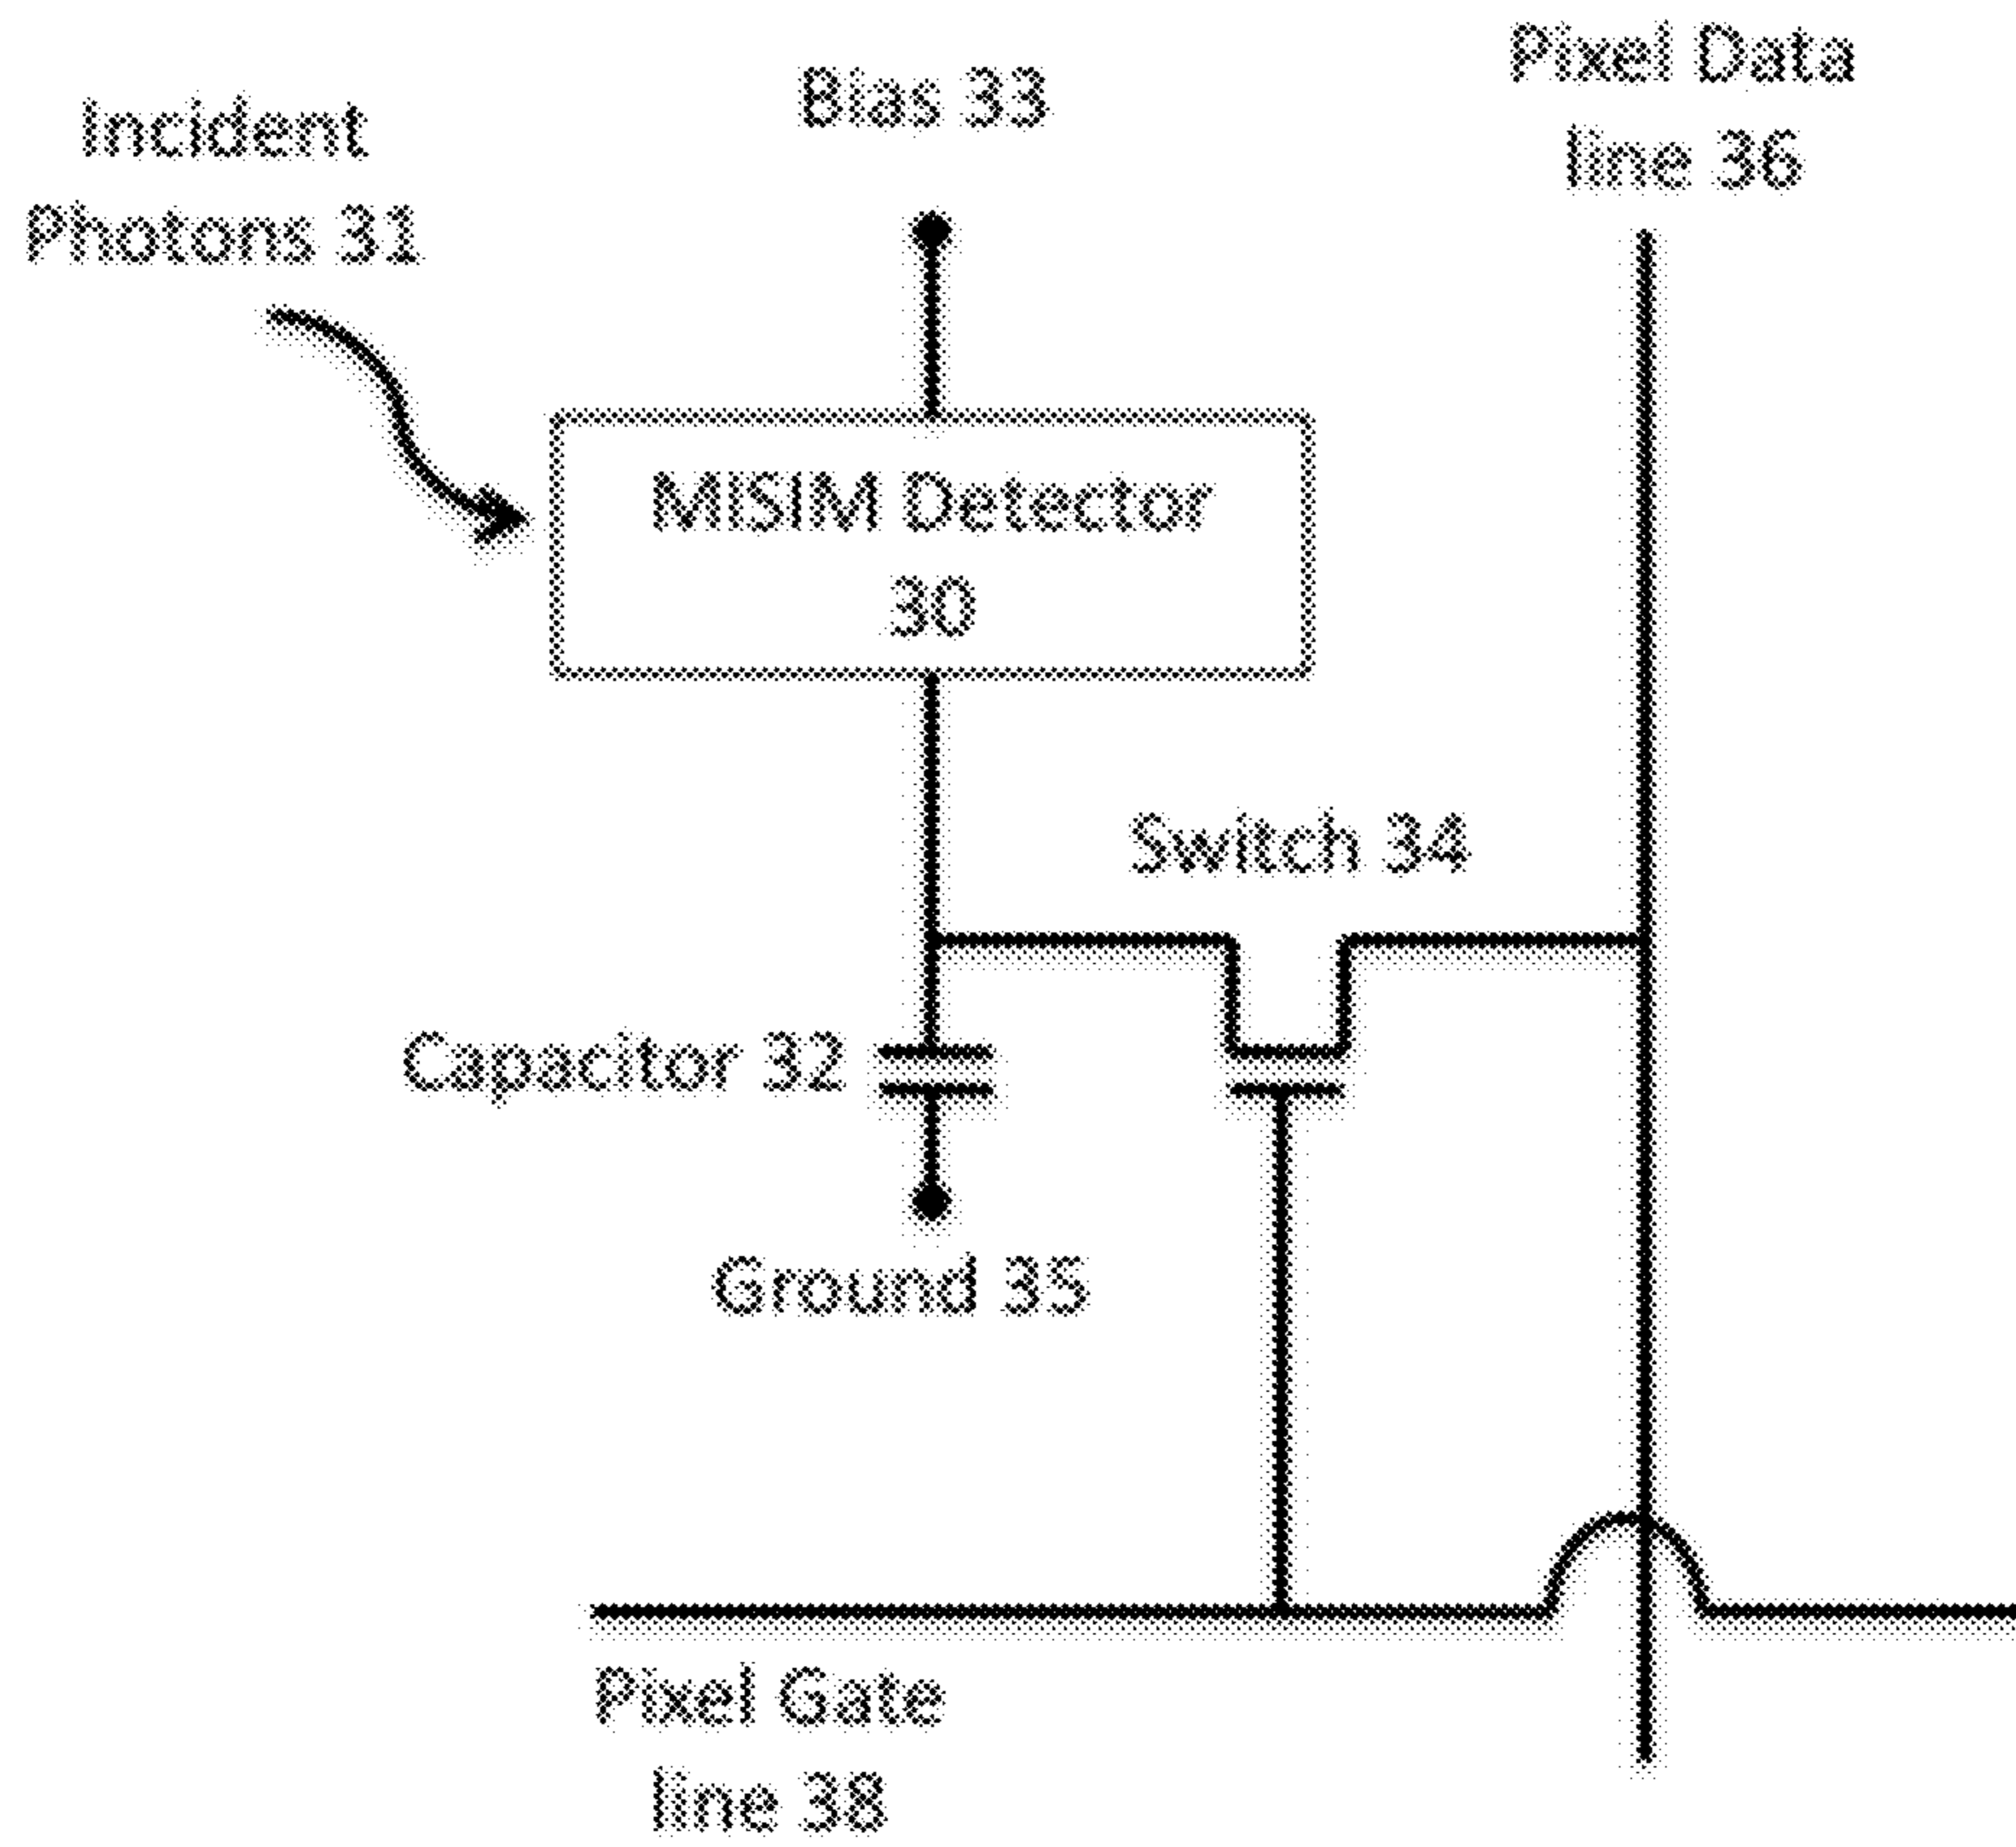 Pixel Data
line 36
Bias 33
Incident
Photons 31
MISIM Detector
30
Switch 34
Capacitor 32
Ground 35
Pixel Gate
line 38